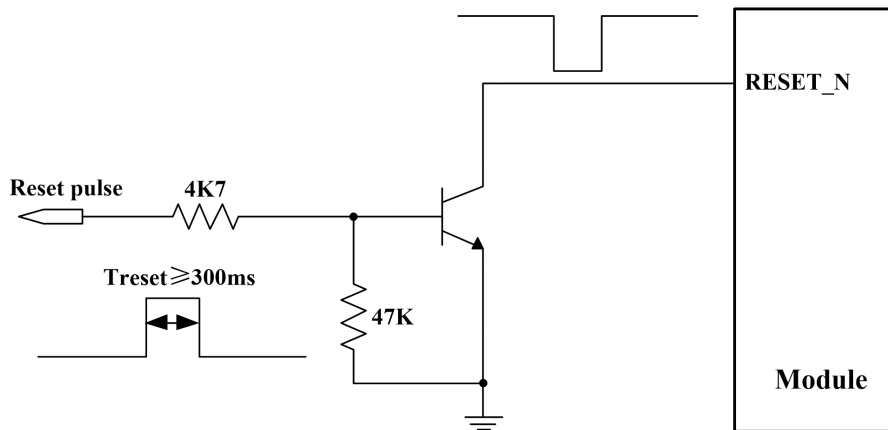 RESET_N
Reset pulse
4K7
Treset≥300ms
47K
Module